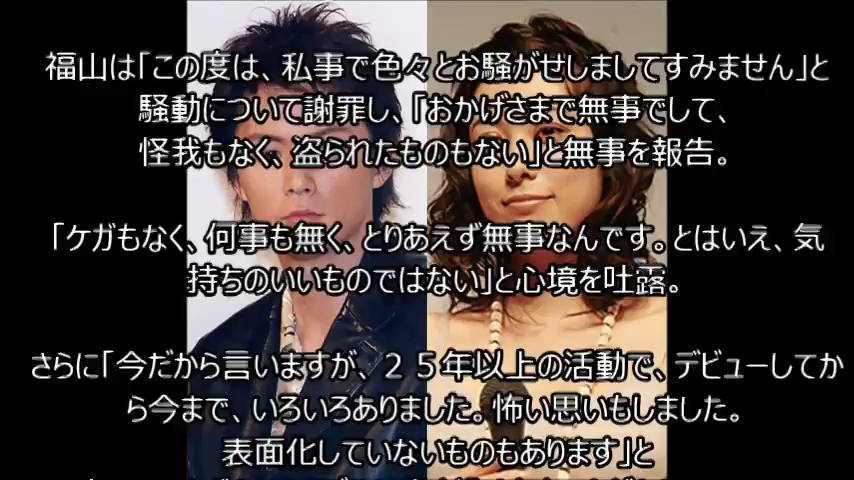 福山は「この度は、私事で色々とお騒がせしましてすみません」と
騒動について謝罪し、「おかげさまで無事でして、
怪我もなく、盗られたものもない」と無事を報告。
「ケガもなく、何事も無く、とりあえず無事なんです。とはいえ、気
持ちのいいものではない」と心境を吐露。
さらに「今だから言いますが、２５年以上の活動で、デビューしてか
ら今まで、いろいろありました。怖い思いもしました。
表面化していないものもあります」と